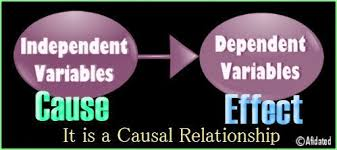 Independent
Variables
Dependent
Variables
Cause
Effect
It is a Causal Relationship
©Afidated